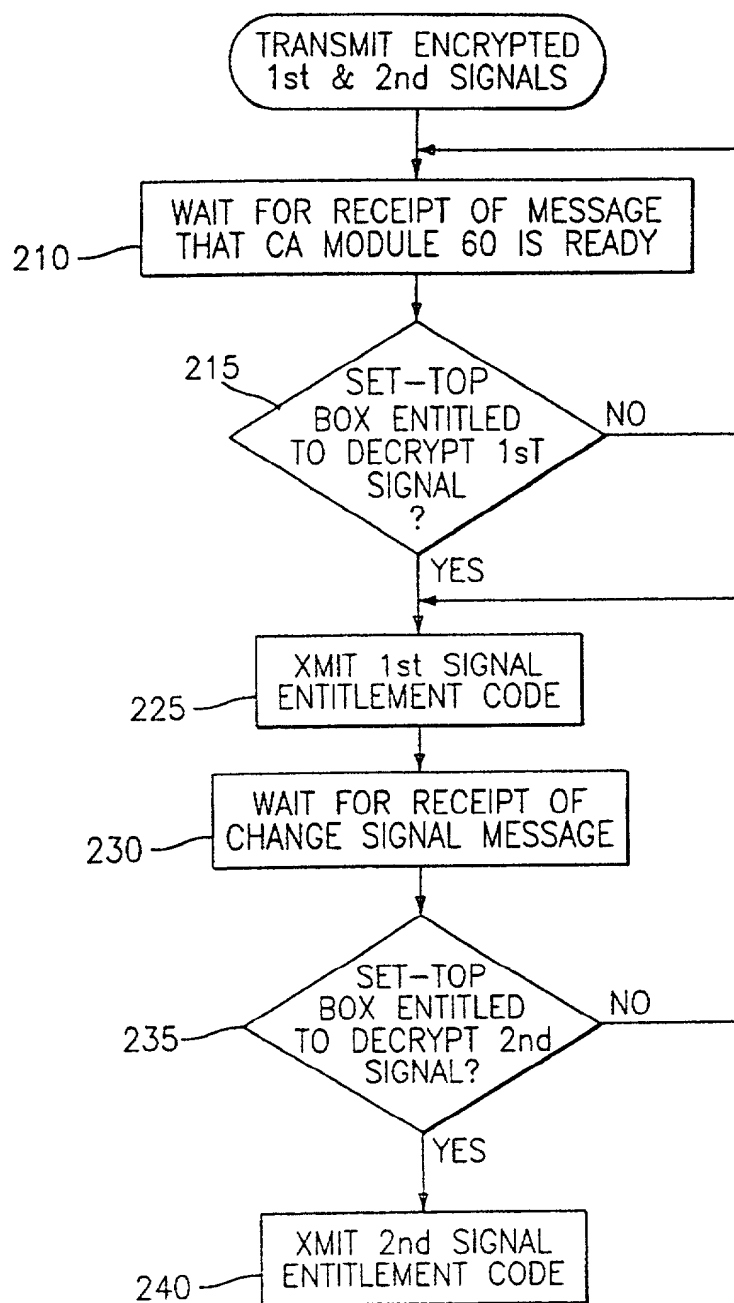 TRANSMIT ENCRYPTED
1st & 2nd SIGNALS
WAIT FOR RECEIPT OF MESSAGE
THAT CA MODULE 60 IS READY
210
215
SET-TOP
BOX ENTITLED
TO DECRYPT 1sT
SIGNAL
?
NO
YES
XMIT 1st SIGNAL
ENTITLEMENT CODE
225
WAIT FOR RECEIPT OF
CHANGE SIGNAL MESSAGE
230
SET-TOP
BOX ENTITLED
TO DECRYPT 2nd
SIGNAL?
NO
235
YES
XMIT 2nd SIGNAL
ENTITLEMENT CODE
240